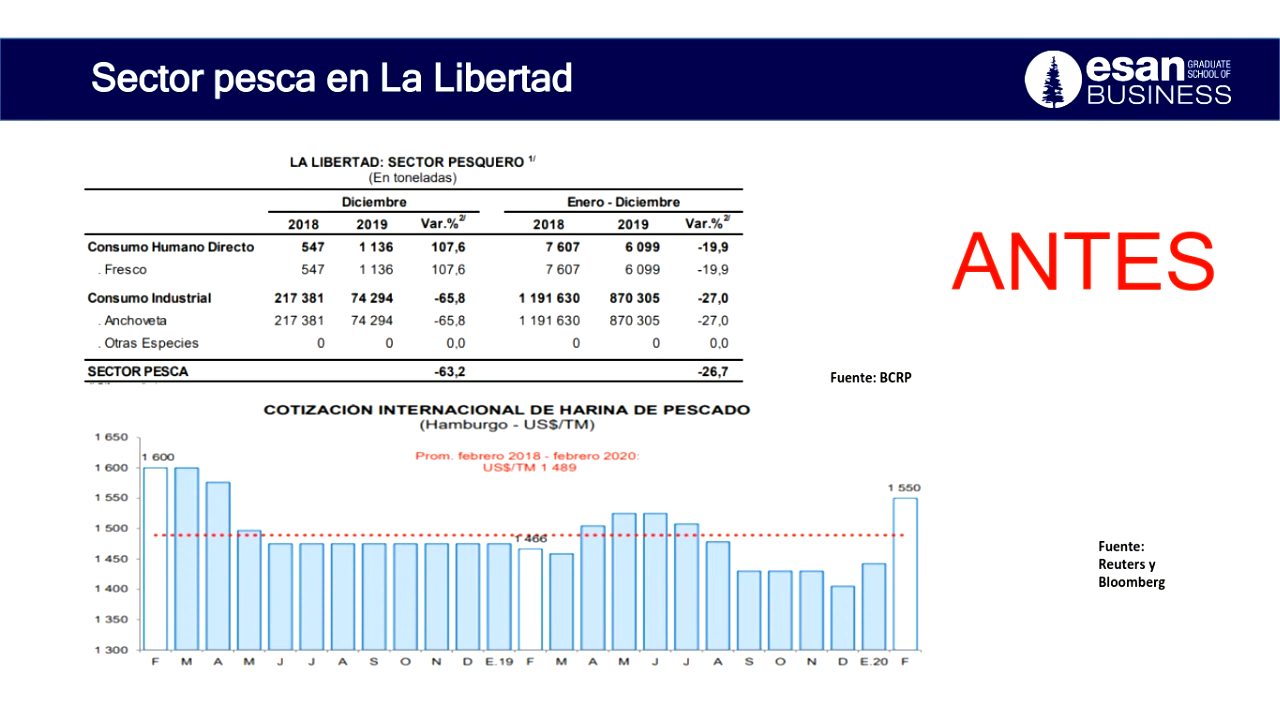 Sector pesca en La Libertad
esan GRADUATE SCHOOL OF
BUSINESS
LA LIBERTAD: SECTOR PESQUERO 1/
(En toneladas)
Diciembre Enero - Diciembre
2018 2019 Var.%2/ 2018 2019 Var.%2/
Consumo Humano Directo 547 1 136 107,6 7 607 6 099 -19,9
. Fresco 547 1 136 107,6 7 607 6 099 -19,9
Consumo Industrial 217 381 74 294 -65,8 1 191 630 870 305 -27,0
. Anchoveta 217 381 74 294 -65,8 1 191 630 870 305 -27,0
. Otras Especies 0 0 0,0 0 0 0,0
SECTOR PESCA -63,2 -26,7
ANTES
Fuente: BCRP
COTIZACIÓN INTERNACIONAL DE HARINA DE PESCADO
(Hamburgo - US$/TM)
Prom. febrero 2018 - febrero 2020:
US$/TM 1 489
1 650
1 600
1 550
1 500
1 450
1 400
1 350
1 300
1 600
1 466
1 550
F M A M J J A S O N D E.19 F M A M J J A S O N D E.20 F
Fuente:
Reuters y
Bloomberg